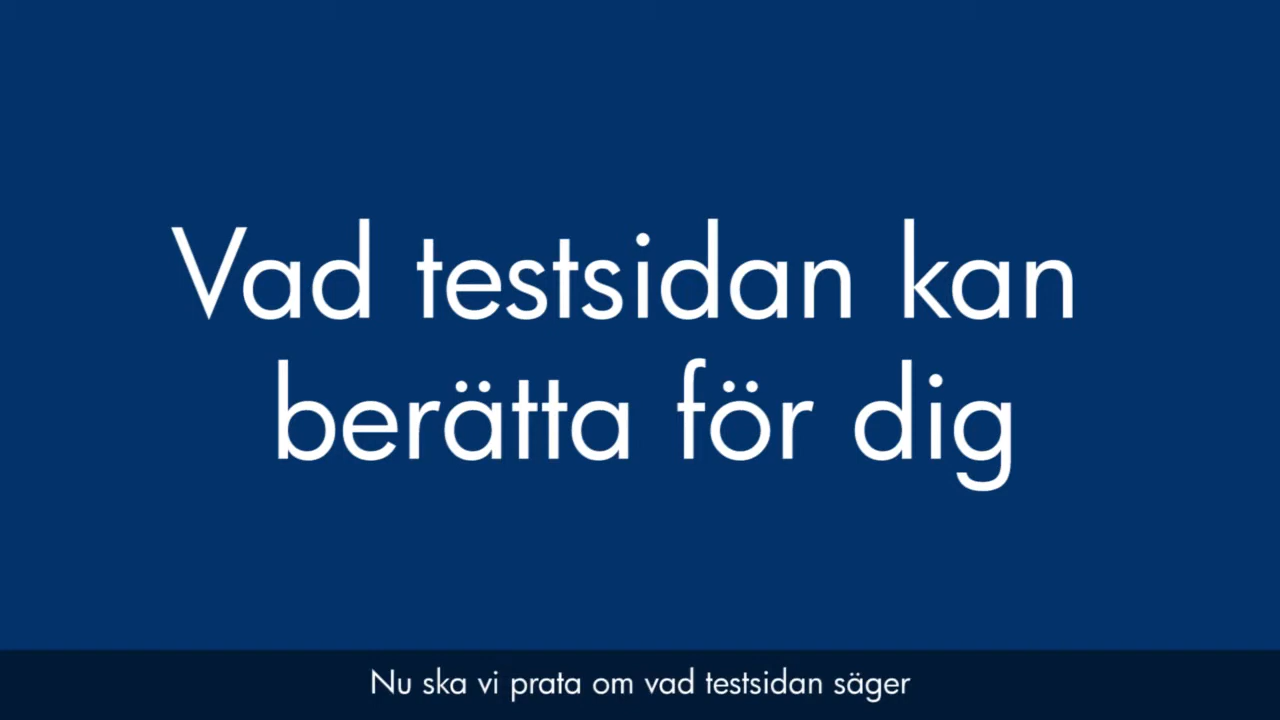 Vad testsidan kan
berätta för dig
Nu ska vi prata om vad testsidan säger